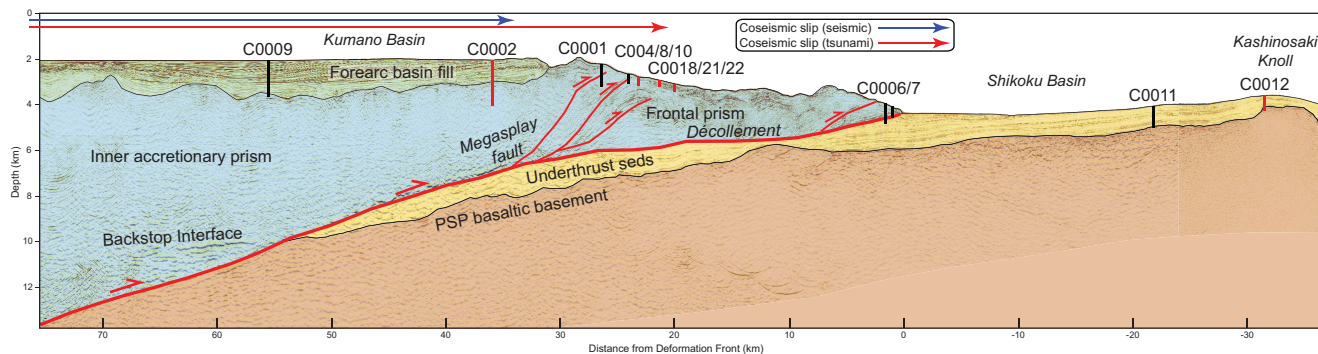 0
Coseismic slip (seismic)
Coseismic slip (tsunami)
Kumano Basin
C0009
C0002
C0001
C004/8/10
C0018/21/22
Kashinosaki
Knoll
2
Forearc basin fill
Shikoku Basin
C0006/7
C0011
C0012
4
Frontal prism
Décollement
Megasplay
fault
Depth (km)
6
Inner accretionary prism
Underthrust seds
8
PSP basaltic basement
10
Backstop Interface
12
70
60
50
40
30
20
10
0
-10
-20
-30
Distance from Deformation Front (km)